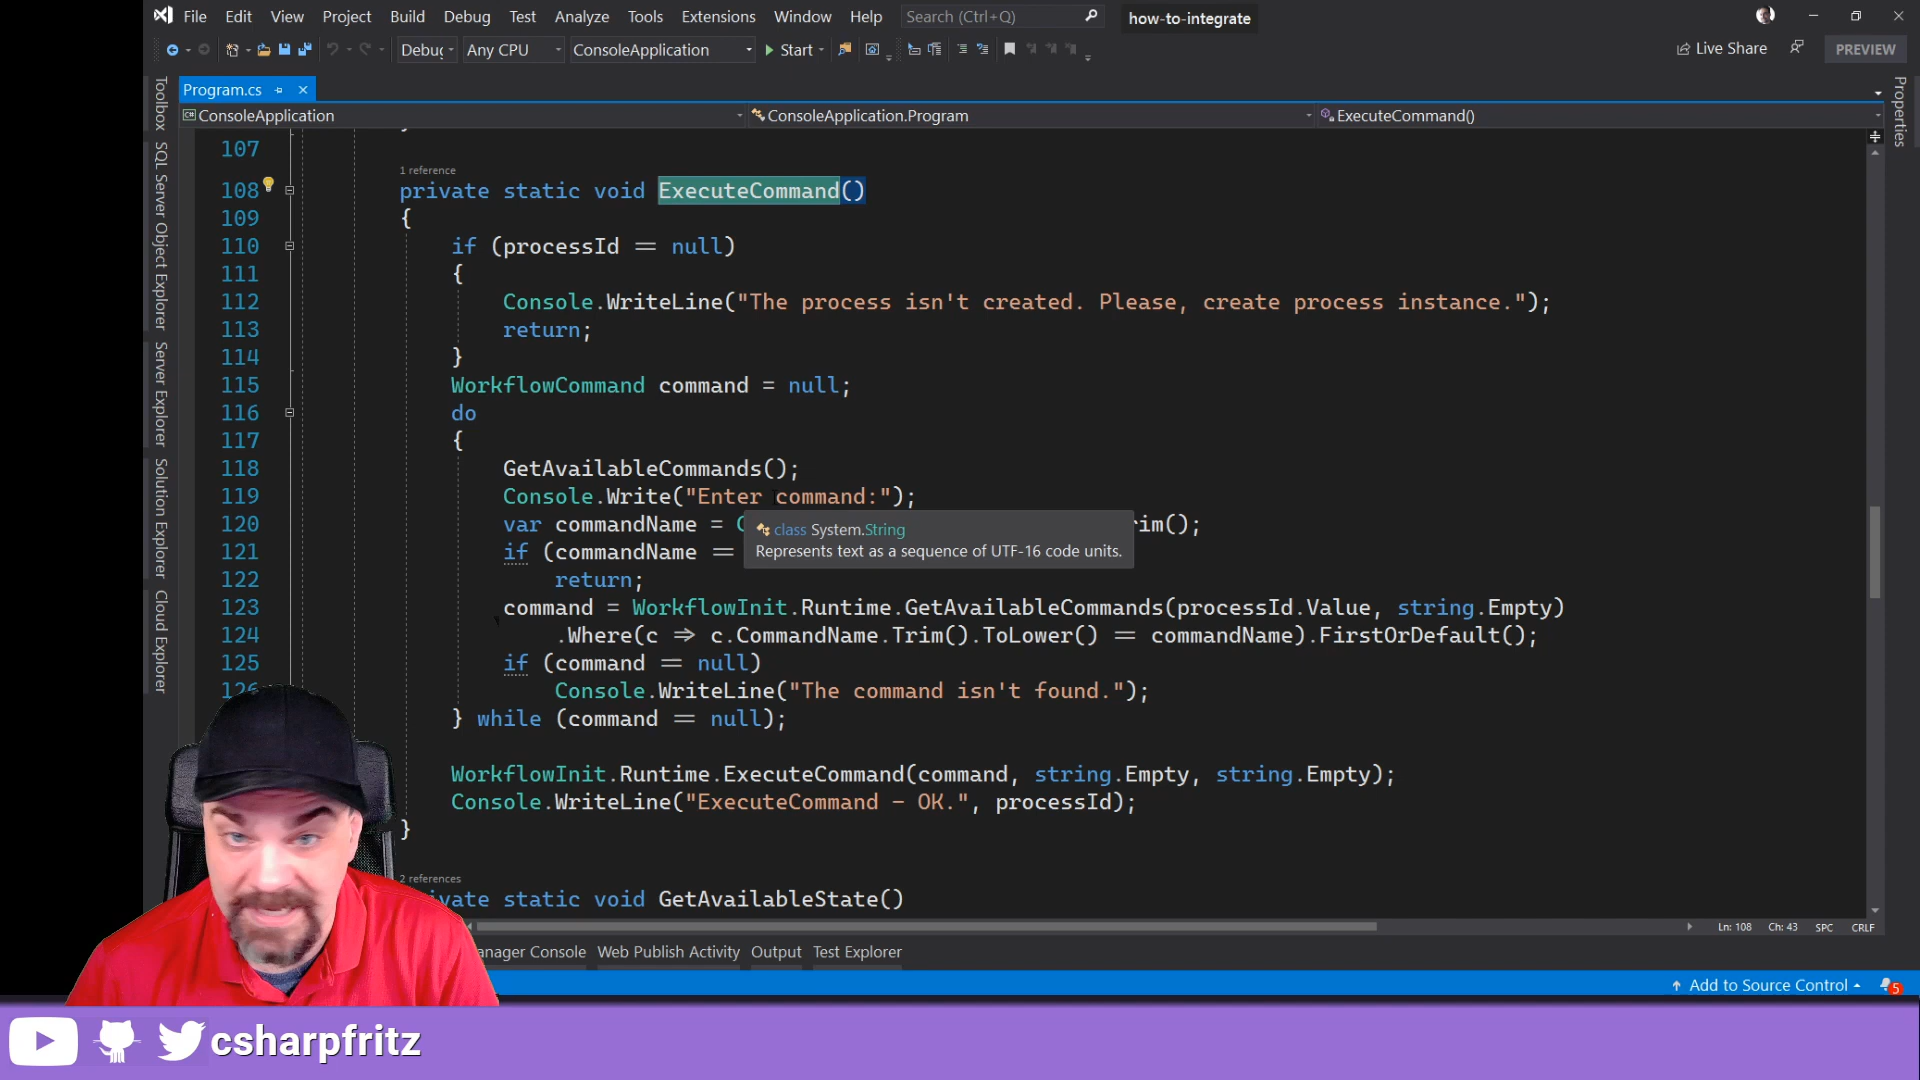 File Edit View Project Build Debug Test Analyze Tools Extensions Window Help Search (Ctrl+Q) how-to-integrate
Debug Any CPU ConsoleApplication Start Live Share PREVIEW
Program.cs
ConsoleApplication ConsoleApplication.Program ExecuteCommand()
Toolbox
SQL Server Object Explorer
Server Explorer
Solution Explorer
Cloud Explorer
Properties
107
1 reference
108 private static void ExecuteCommand()
109 {
110 if (processId == null)
111 {
112 Console.WriteLine("The process isn't created. Please, create process instance.");
113 return;
114 }
115 WorkflowCommand command = null;
116 do
117 {
118 GetAvailableCommands();
119 Console.Write("Enter command:");
120 var commandName = C rim();
class System.String
Represents text as a sequence of UTF-16 code units.
121 if (commandName ==
122 return;
123 command = WorkflowInit.Runtime.GetAvailableCommands(processId.Value, string.Empty)
124 .Where(c => c.CommandName.Trim().ToLower() == commandName).FirstOrDefault();
125 if (command == null)
126 Console.WriteLine("The command isn't found.");
} while (command == null);
WorkflowInit.Runtime.ExecuteCommand(command, string.Empty, string.Empty);
Console.WriteLine("ExecuteCommand - OK.", processId);
}
2 references
ivate static void GetAvailableState()
Ln: 108 Ch: 43 SPC CRLF
anager Console Web Publish Activity Output Test Explorer
Add to Source Control 5
csharpfritz